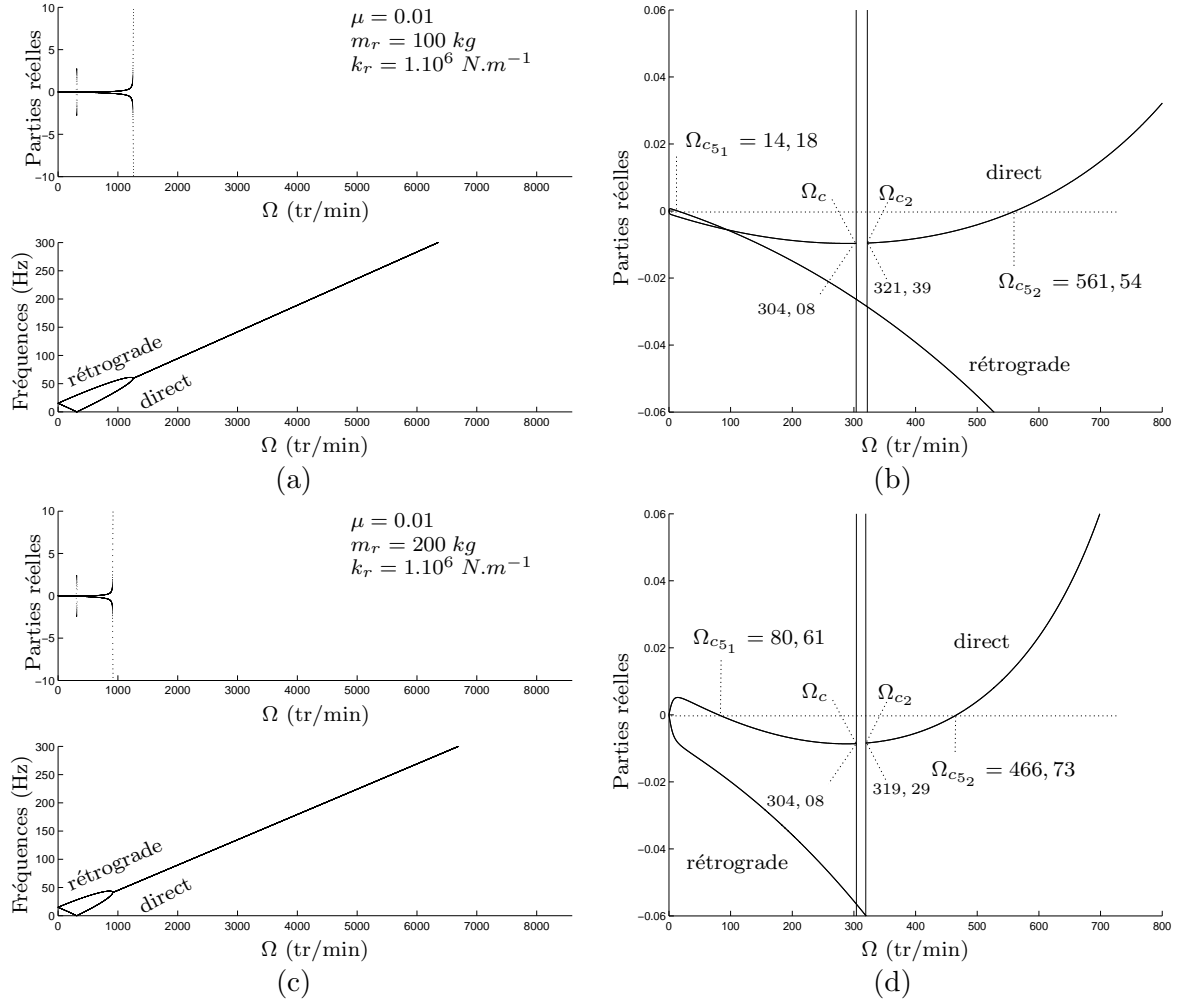 10
5
0
−5
−10
0 1000 2000 3000 4000 5000 6000 7000 8000
Parties réelles
Ω (tr/min)
μ = 0.01
m_r = 100 kg
k_r = 1.10^6 N.m^−1
300
250
200
150
100
50
0
0 1000 2000 3000 4000 5000 6000 7000 8000
Fréquences (Hz)
rétrograde
direct
Ω (tr/min)
(a)
0.06
0.04
0.02
0
−0.02
−0.04
−0.06
0 100 200 300 400 500 600 700 800
Parties réelles
Ω_c5_1 = 14, 18
Ω_c
Ω_c2
direct
304, 08
321, 39
Ω_c5_2 = 561, 54
rétrograde
Ω (tr/min)
(b)
10
5
0
−5
−10
0 1000 2000 3000 4000 5000 6000 7000 8000
Parties réelles
Ω (tr/min)
μ = 0.01
m_r = 200 kg
k_r = 1.10^6 N.m^−1
300
250
200
150
100
50
0
0 1000 2000 3000 4000 5000 6000 7000 8000
Fréquences (Hz)
rétrograde
direct
Ω (tr/min)
(c)
0.06
0.04
0.02
0
−0.02
−0.04
−0.06
0 100 200 300 400 500 600 700 800
Parties réelles
Ω_c5_1 = 80, 61
Ω_c
Ω_c2
direct
304, 08
319, 29
Ω_c5_2 = 466, 73
rétrograde
Ω (tr/min)
(d)